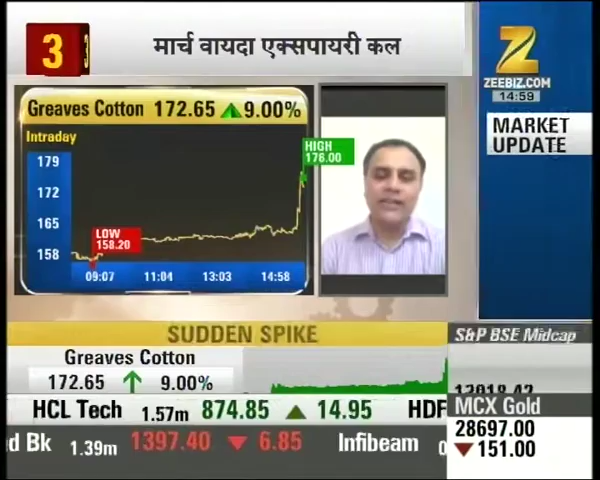 3
मार्च वायदा एक्सपायरी कल
Z
ZEEBIZ.COM
14:59
MARKET
UPDATE
Greaves Cotton 172.65 ▲ 9.00%
Intraday
179
172
165
158
HIGH
176.00
LOW
158.20
09:07 11:04 13:03 14:58
SUDDEN SPIKE
Greaves Cotton
172.65 ↑ 9.00%
S&P BSE Midcap
HCL Tech 1.57m 874.85 ▲ 14.95 HDF
MCX Gold
28697.00
▼ 151.00
d Bk 1.39m 1397.40 ▼ 6.85 Infibeam